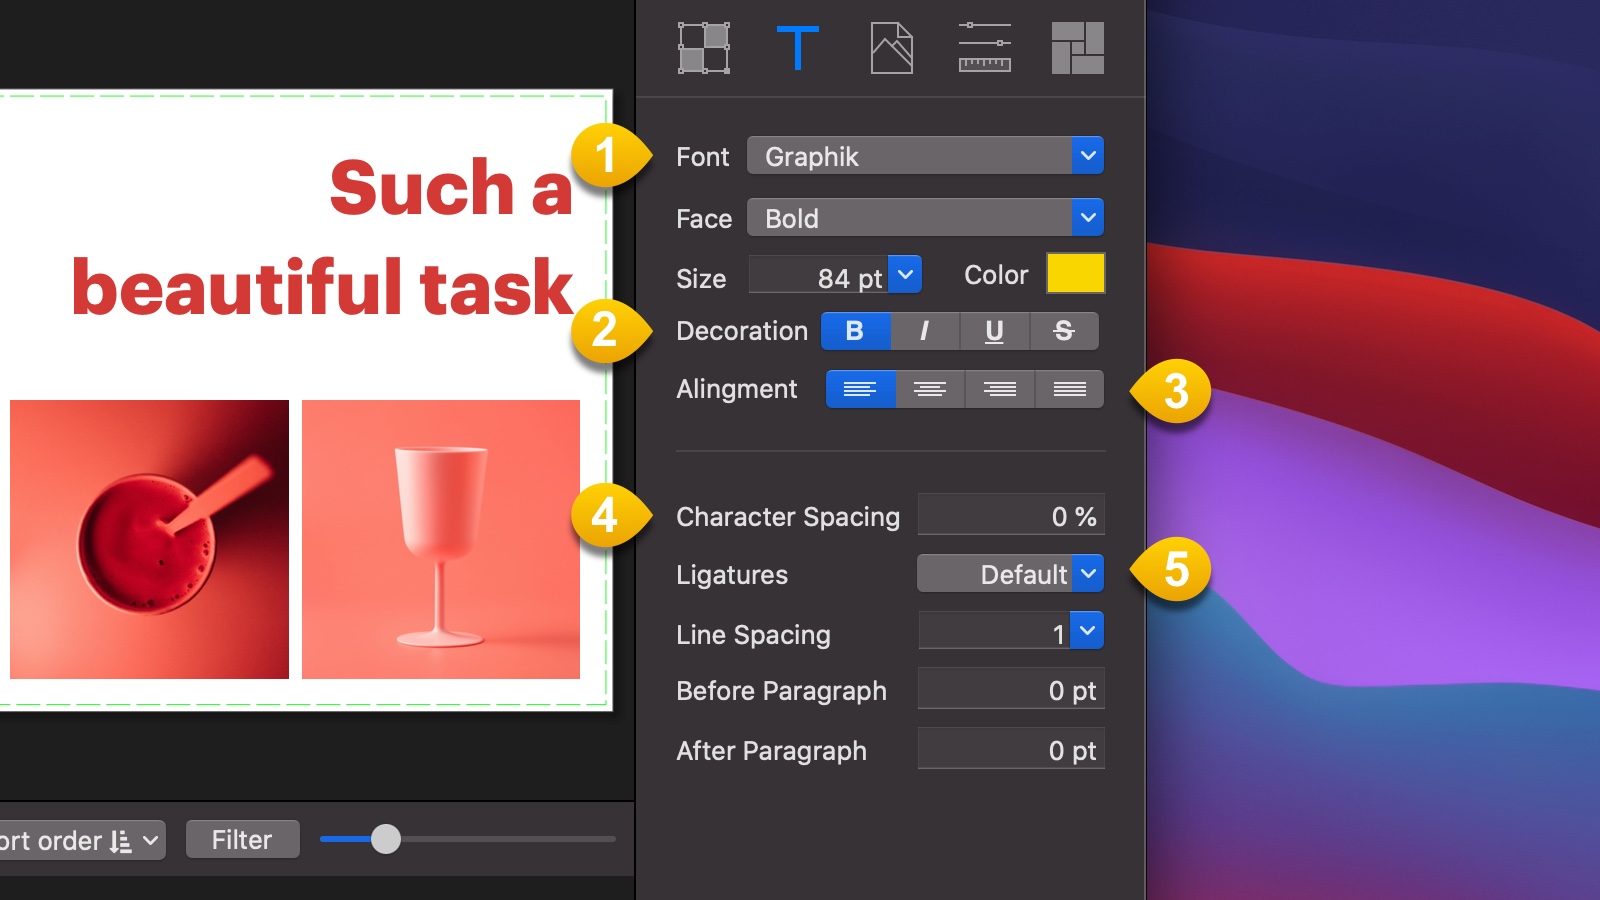 Such a
beautiful task
1
Font
Graphik
Face
Bold
Size
84 pt
Color
2
Decoration
B I U S
Alingment
3
4
Character Spacing
0 %
Ligatures
Default
5
Line Spacing
1
Before Paragraph
0 pt
After Paragraph
0 pt
ort order
Filter